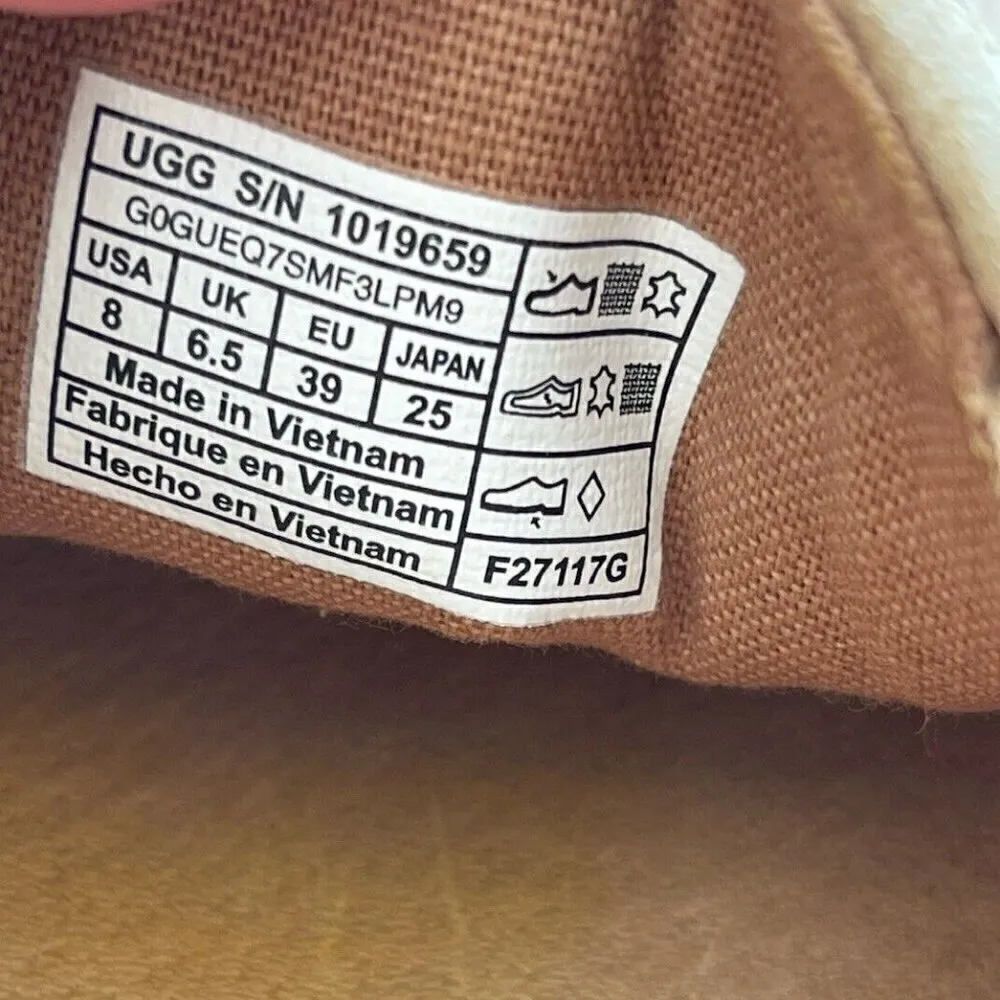 UGG S/N 1019659
G0GUEQ7SMF3LPM9
USA UK EU JAPAN
8 6.5 39 25
Made in Vietnam
Fabrique en Vietnam
Hecho en Vietnam
F27117G